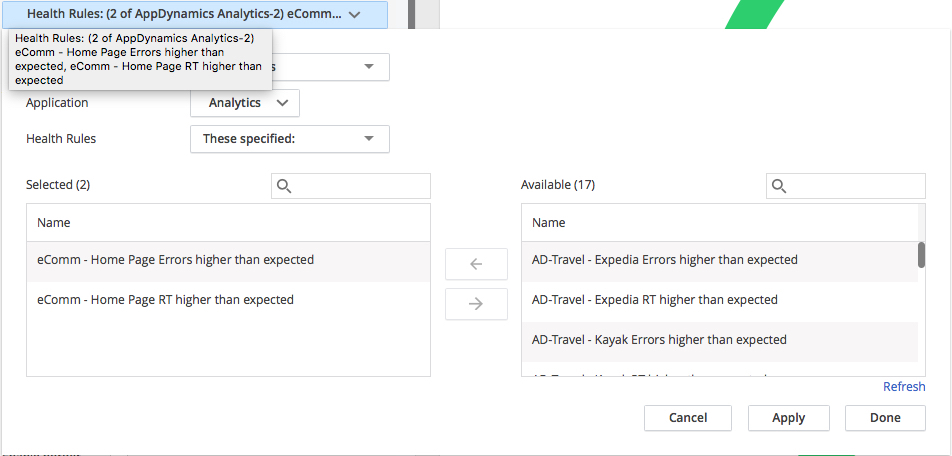 Health Rules: (2 of AppDynamics Analytics-2) eComm...
Health Rules: (2 of AppDynamics Analytics-2)
eComm - Home Page Errors higher than
expected, eComm - Home Page RT higher than
expected
Application
Analytics
Health Rules
These specified:
Selected (2)
Available (17)
Name
Name
eComm - Home Page Errors higher than expected
AD-Travel - Expedia Errors higher than expected
eComm - Home Page RT higher than expected
AD-Travel - Expedia RT higher than expected
AD-Travel - Kayak Errors higher than expected
Refresh
Cancel
Apply
Done